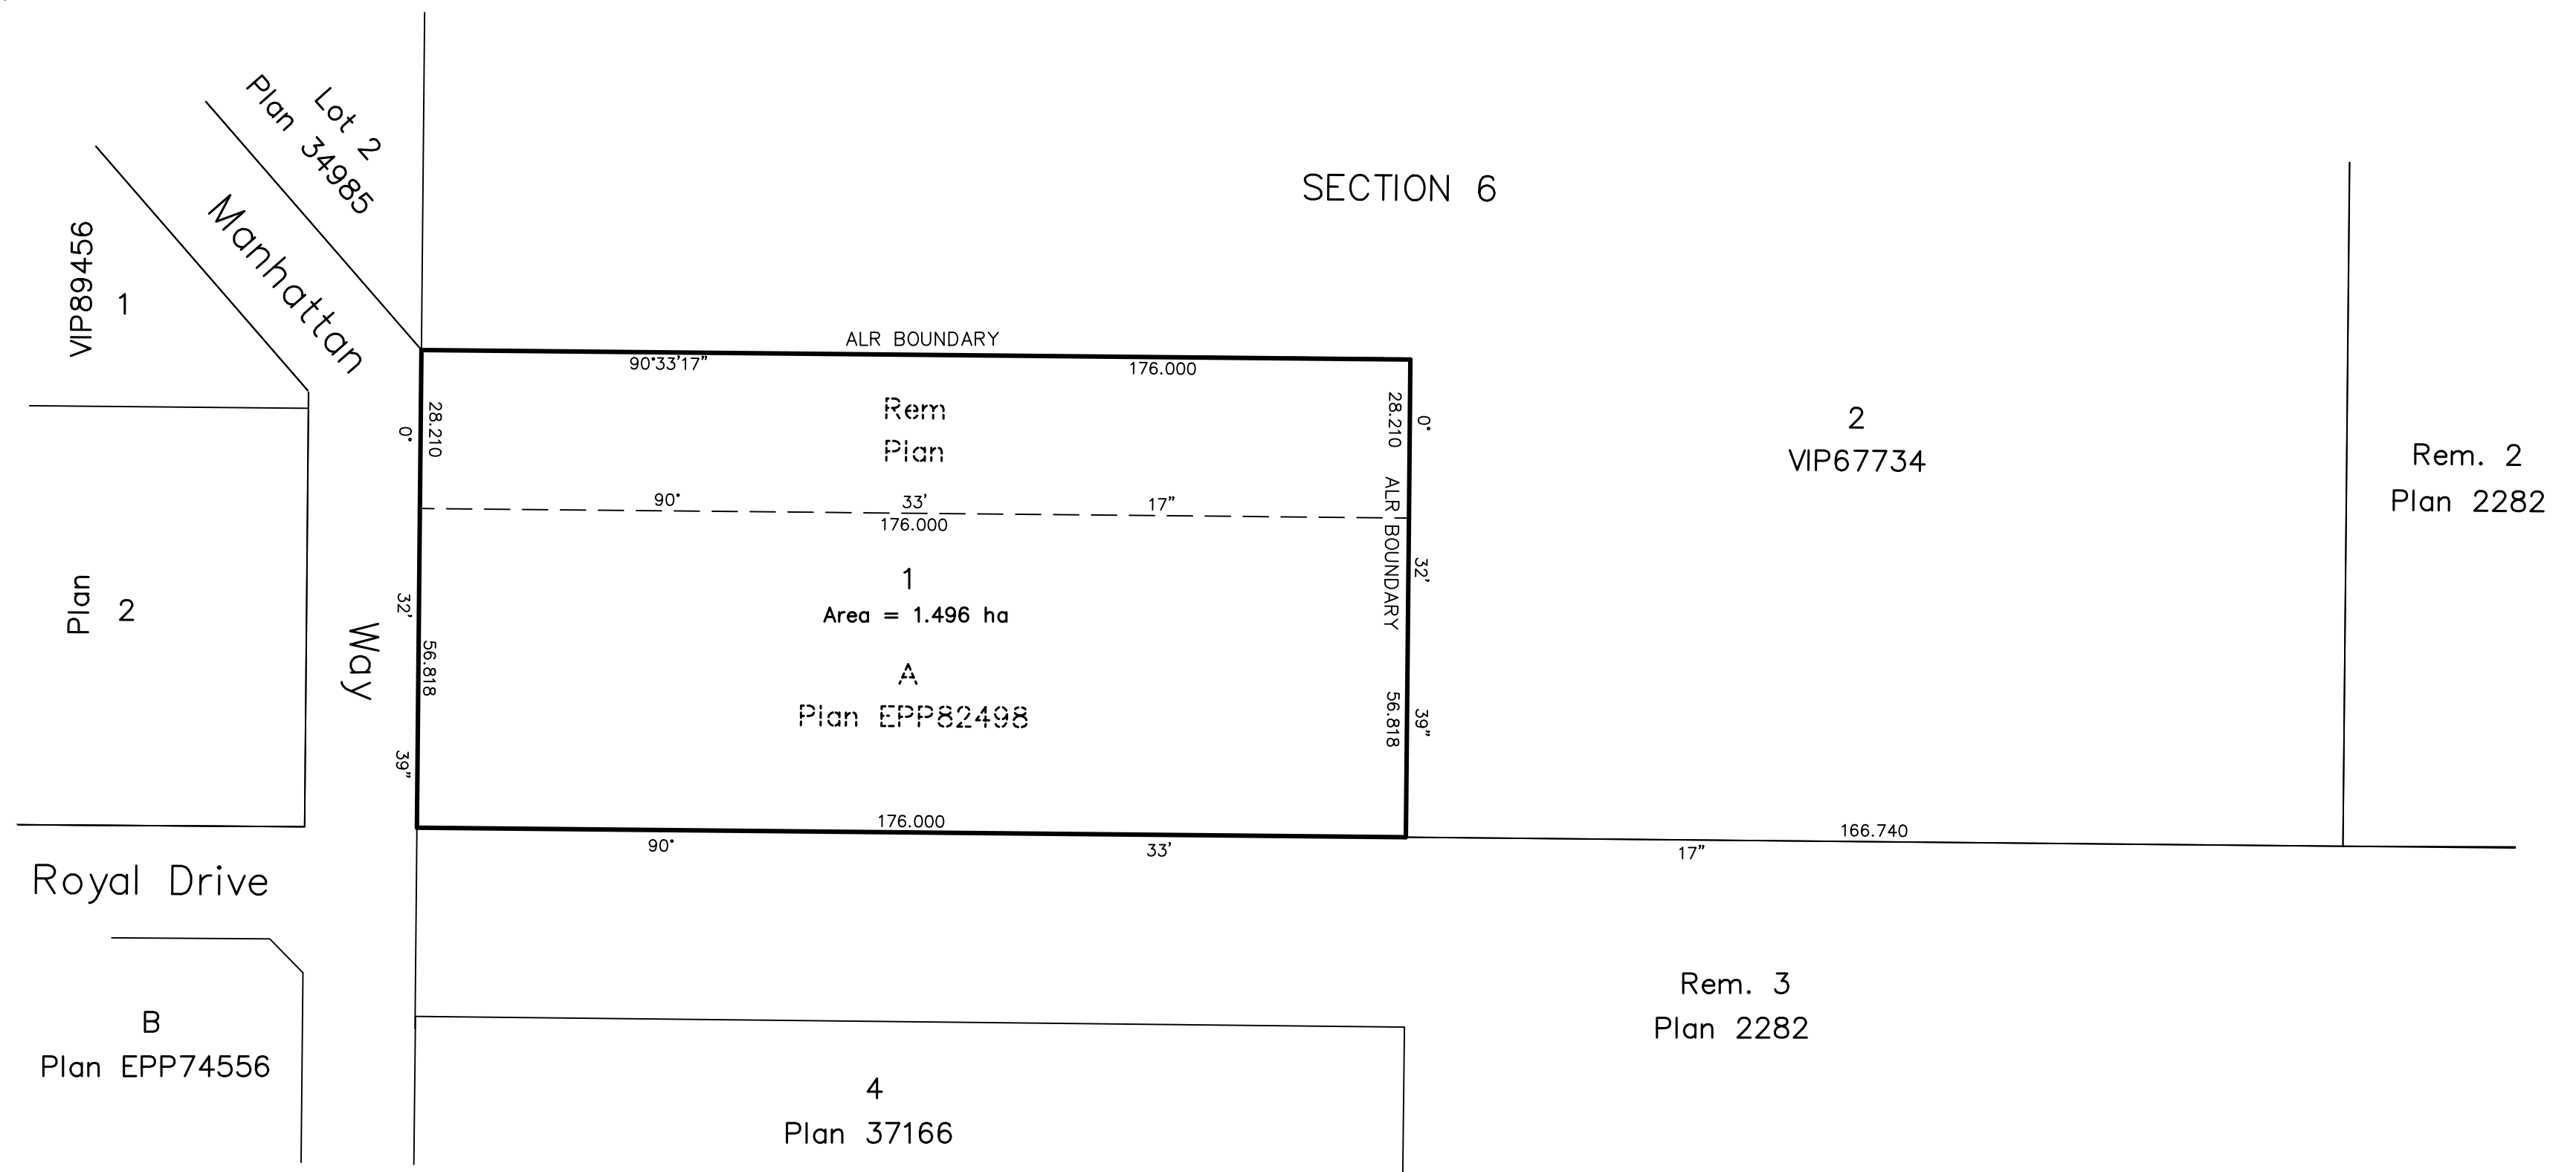 Lot 2
Plan 34985
Manhattan
Way
VIP89456
1
Plan
2
SECTION 6
ALR BOUNDARY
90°33'17"
176.000
28.210
0°
32'
56.818
39"
Rem
Plan
90°
33'
17"
176.000
1
Area = 1.496 ha
A
Plan EPP82498
28.210
0°
ALR BOUNDARY
32'
56.818
39"
2
VIP67734
Rem. 2
Plan 2282
176.000
166.740
90°
33'
17"
Royal Drive
B
Plan EPP74556
Rem. 3
Plan 2282
4
Plan 37166